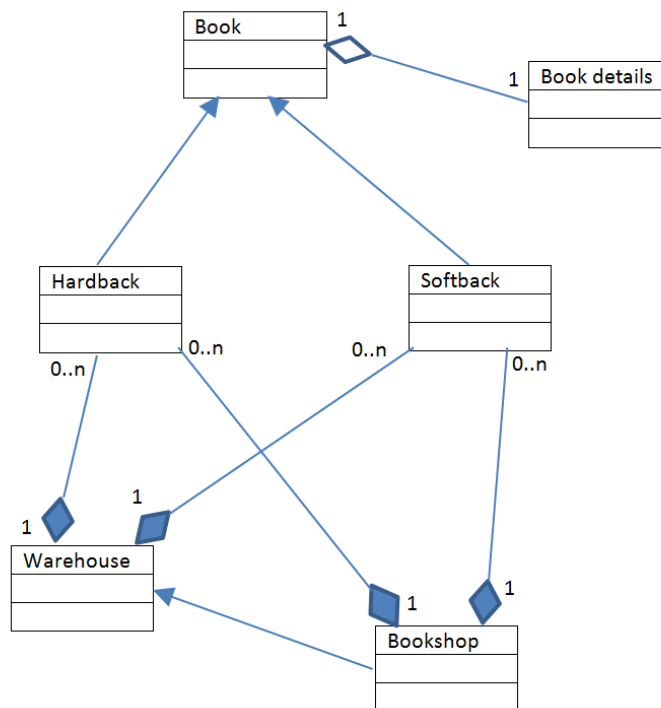 1
Book
1
Book details
Hardback
Softback
0..n
0..n
0..n
0..n
1
1
Warehouse
1
1
Bookshop